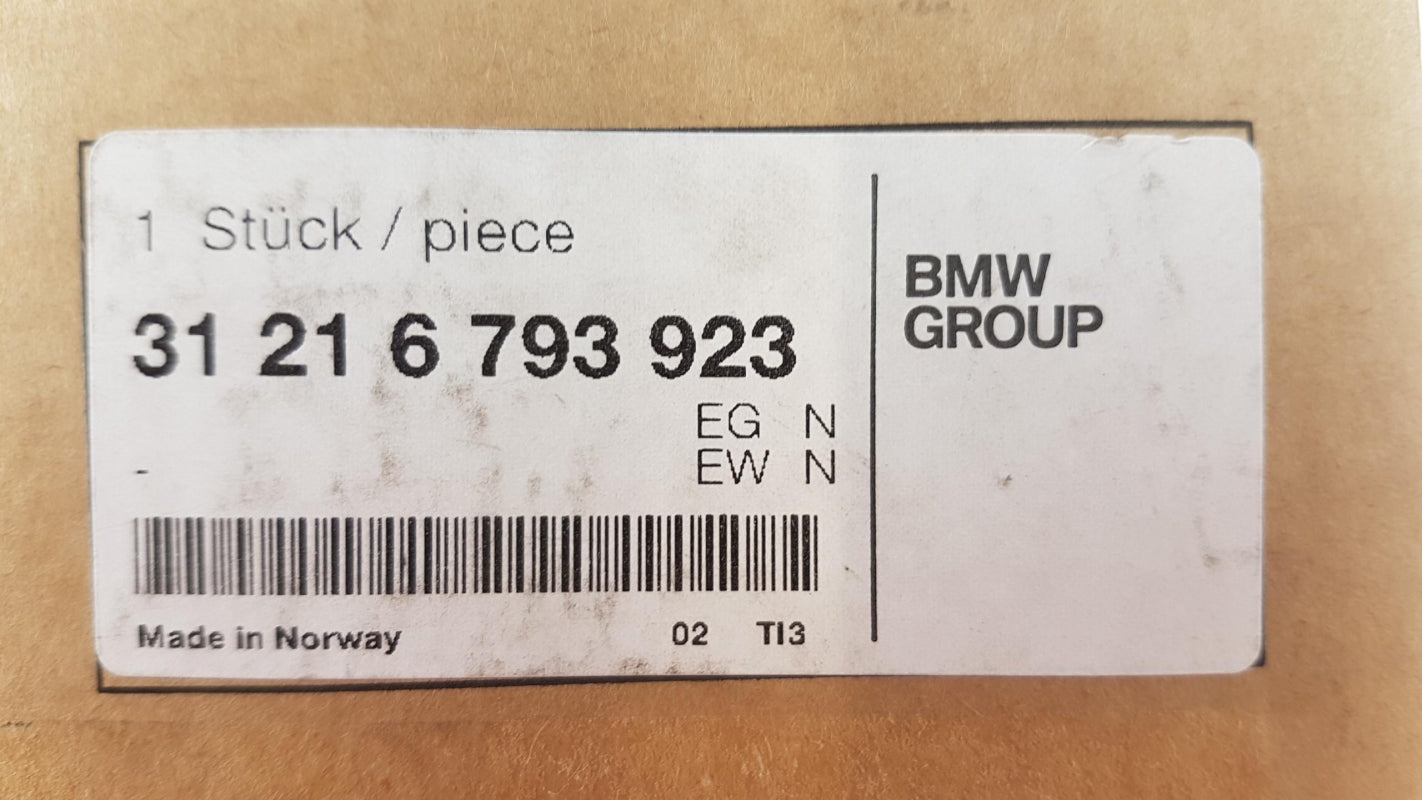 1 Stück / piece
31 21 6 793 923
EG N
- EW N
Made in Norway 02 TI3
BMW
GROUP